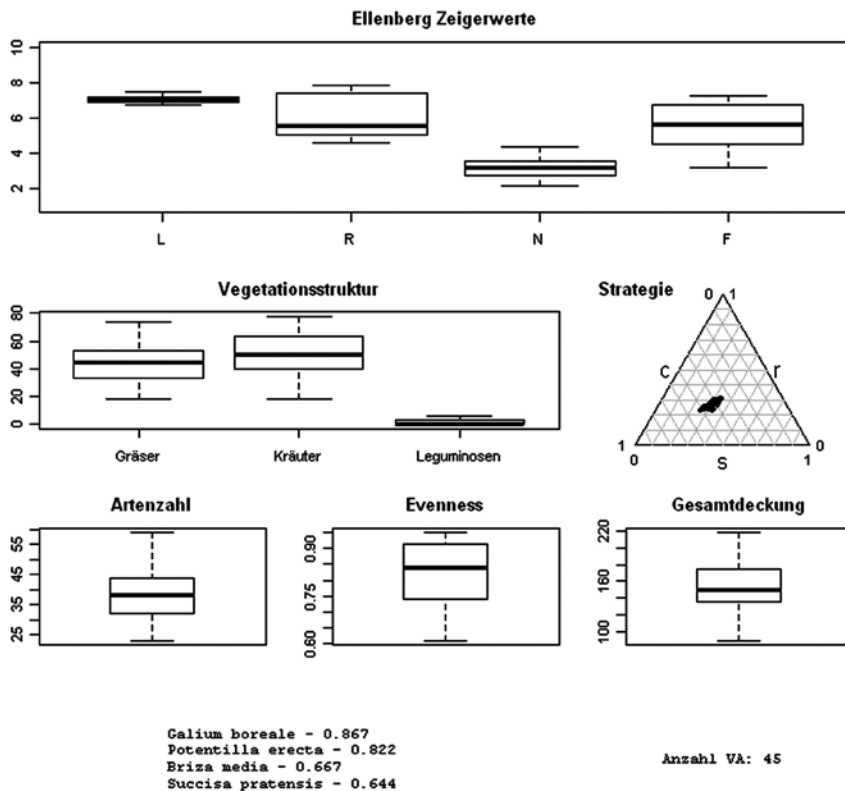 Ellenberg Zeigerwerte
10
8
6
4
2
L R N F
Vegetationsstruktur
80
60
40
20
0
Gräser Kräuter Leguminosen
Strategie
0 1
c r
1 0
0 S 1
Artenzahl
55
45
35
25
Evenness
0.90
0.75
0.60
Gesamtdeckung
220
160
100
Galium boreale - 0.867
Potentilla erecta - 0.822
Briza media - 0.667
Succisa pratensis - 0.644
Anzahl VA: 45